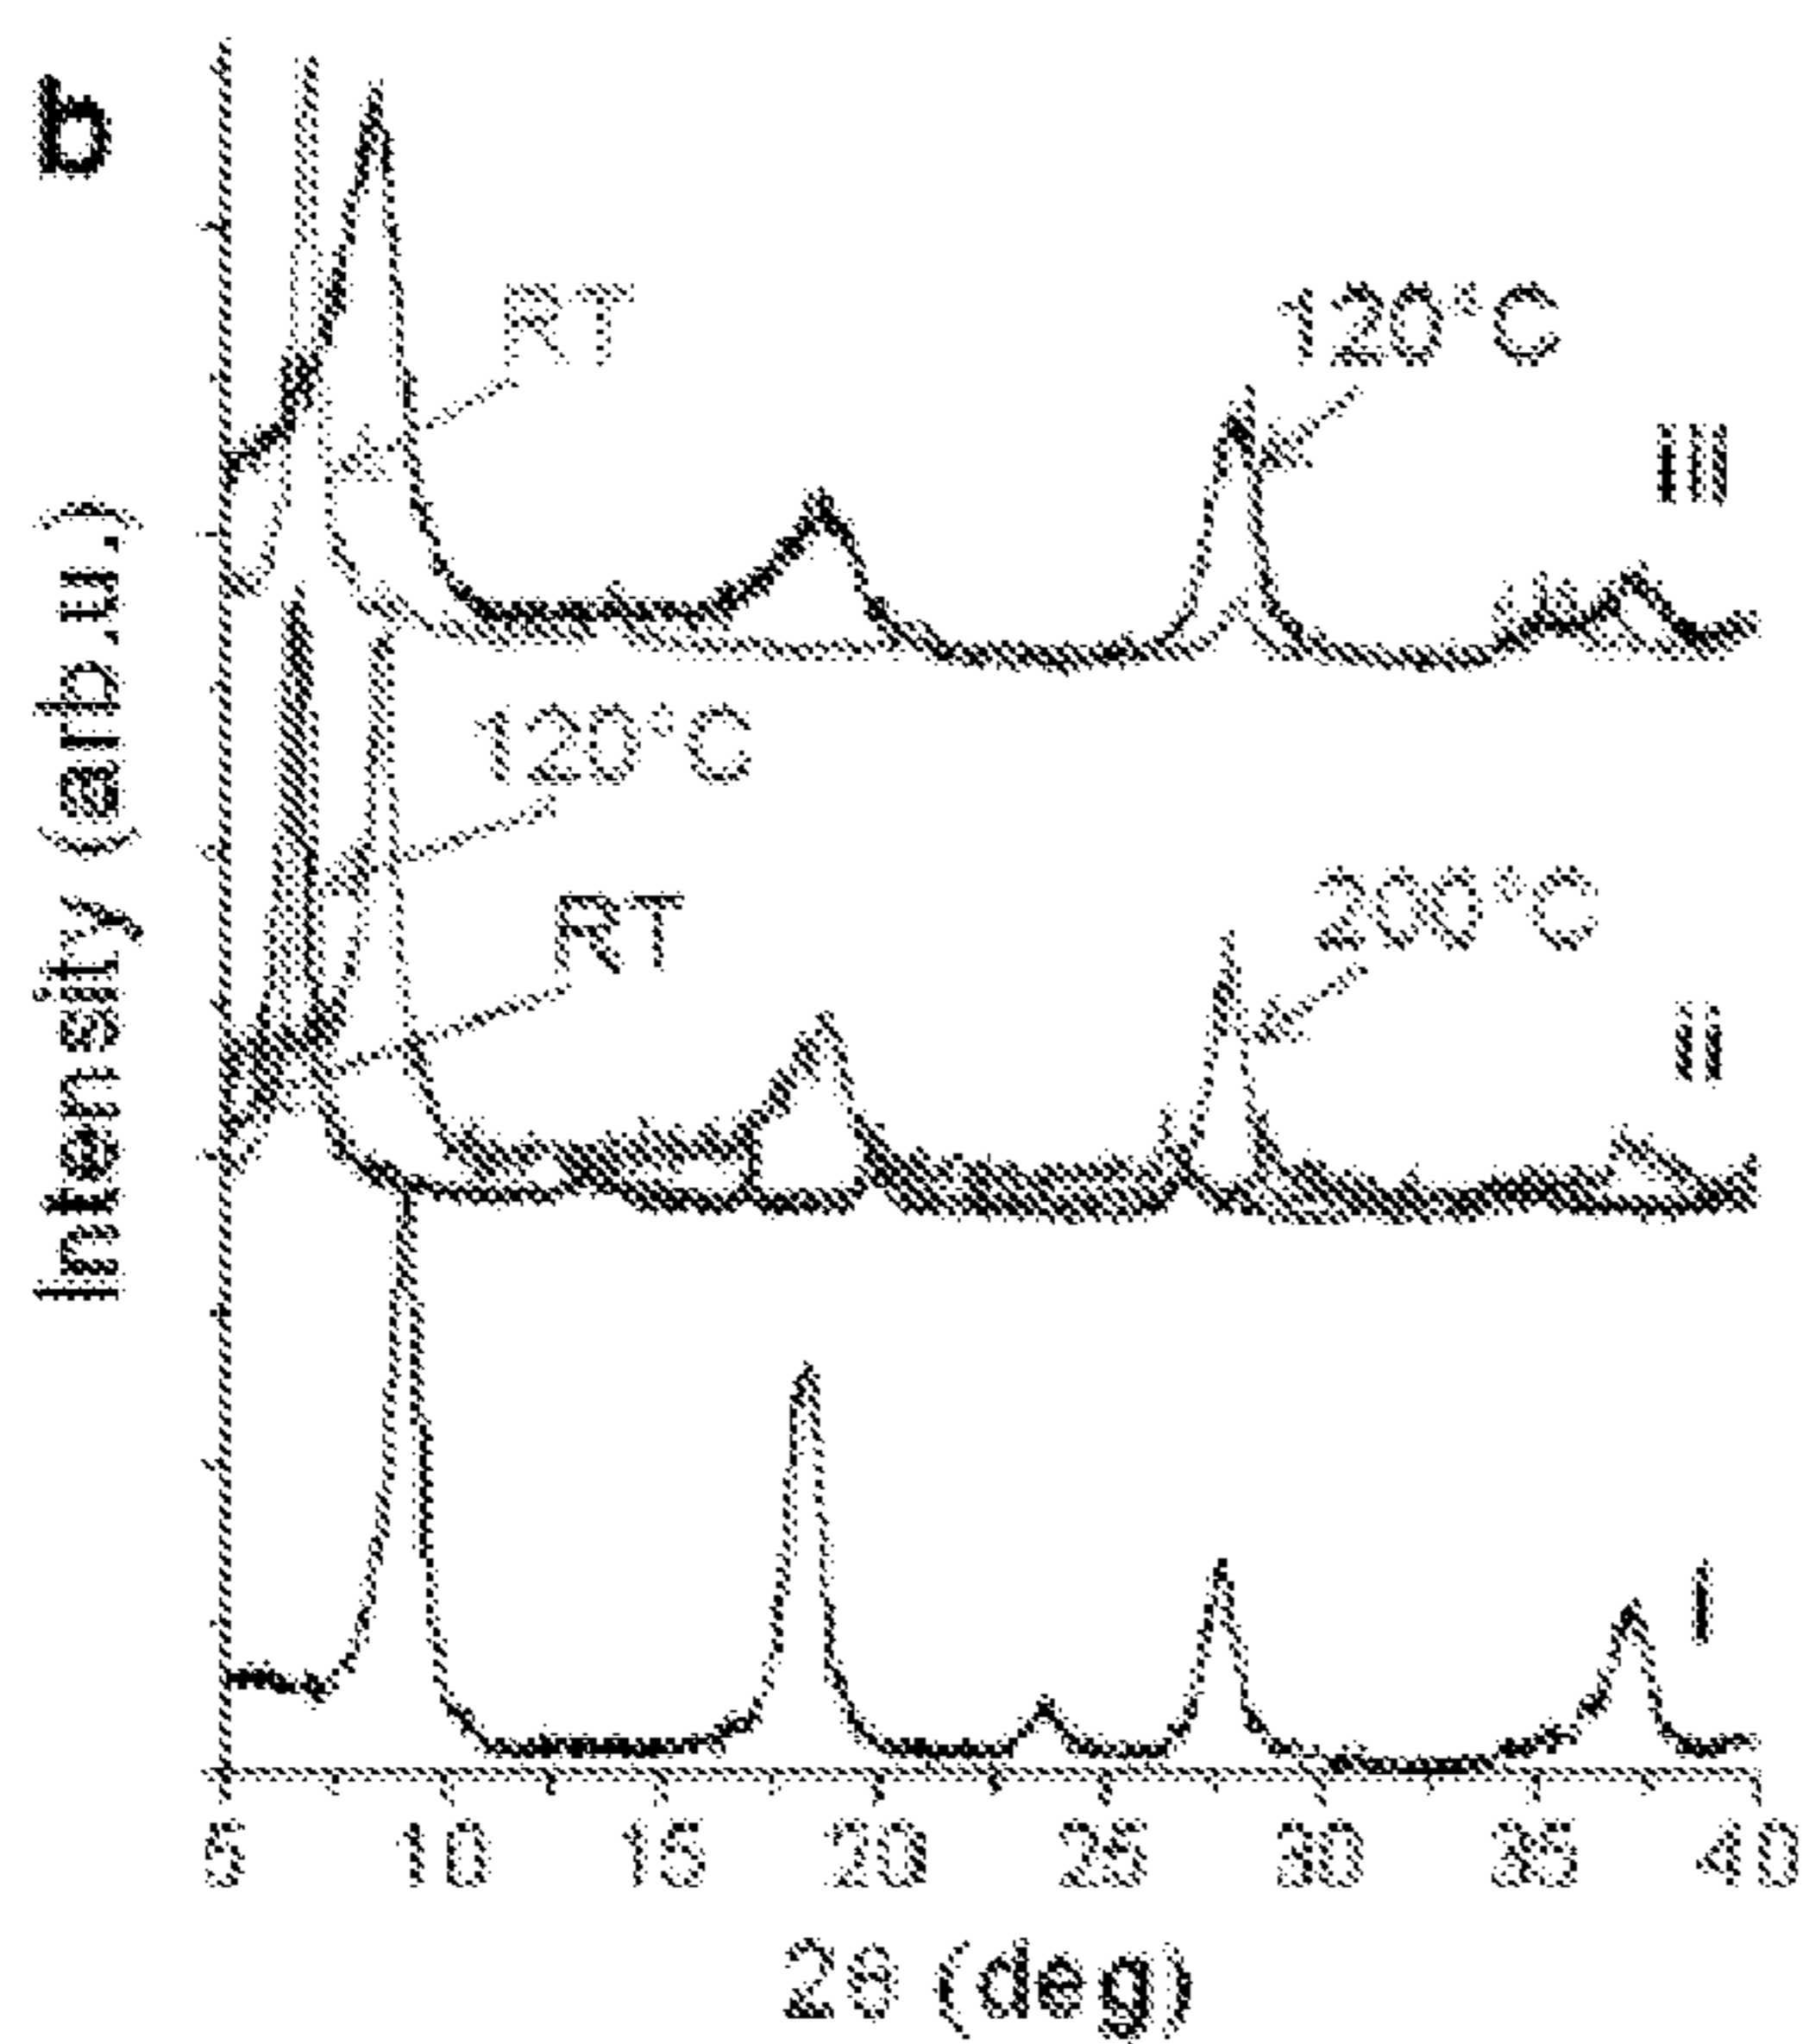 b
Intensity (arb.u.)
RT
120°C
III
120°C
RT
200°C
II
I
5 10 15 20 25 30 35 40
2θ (deg)